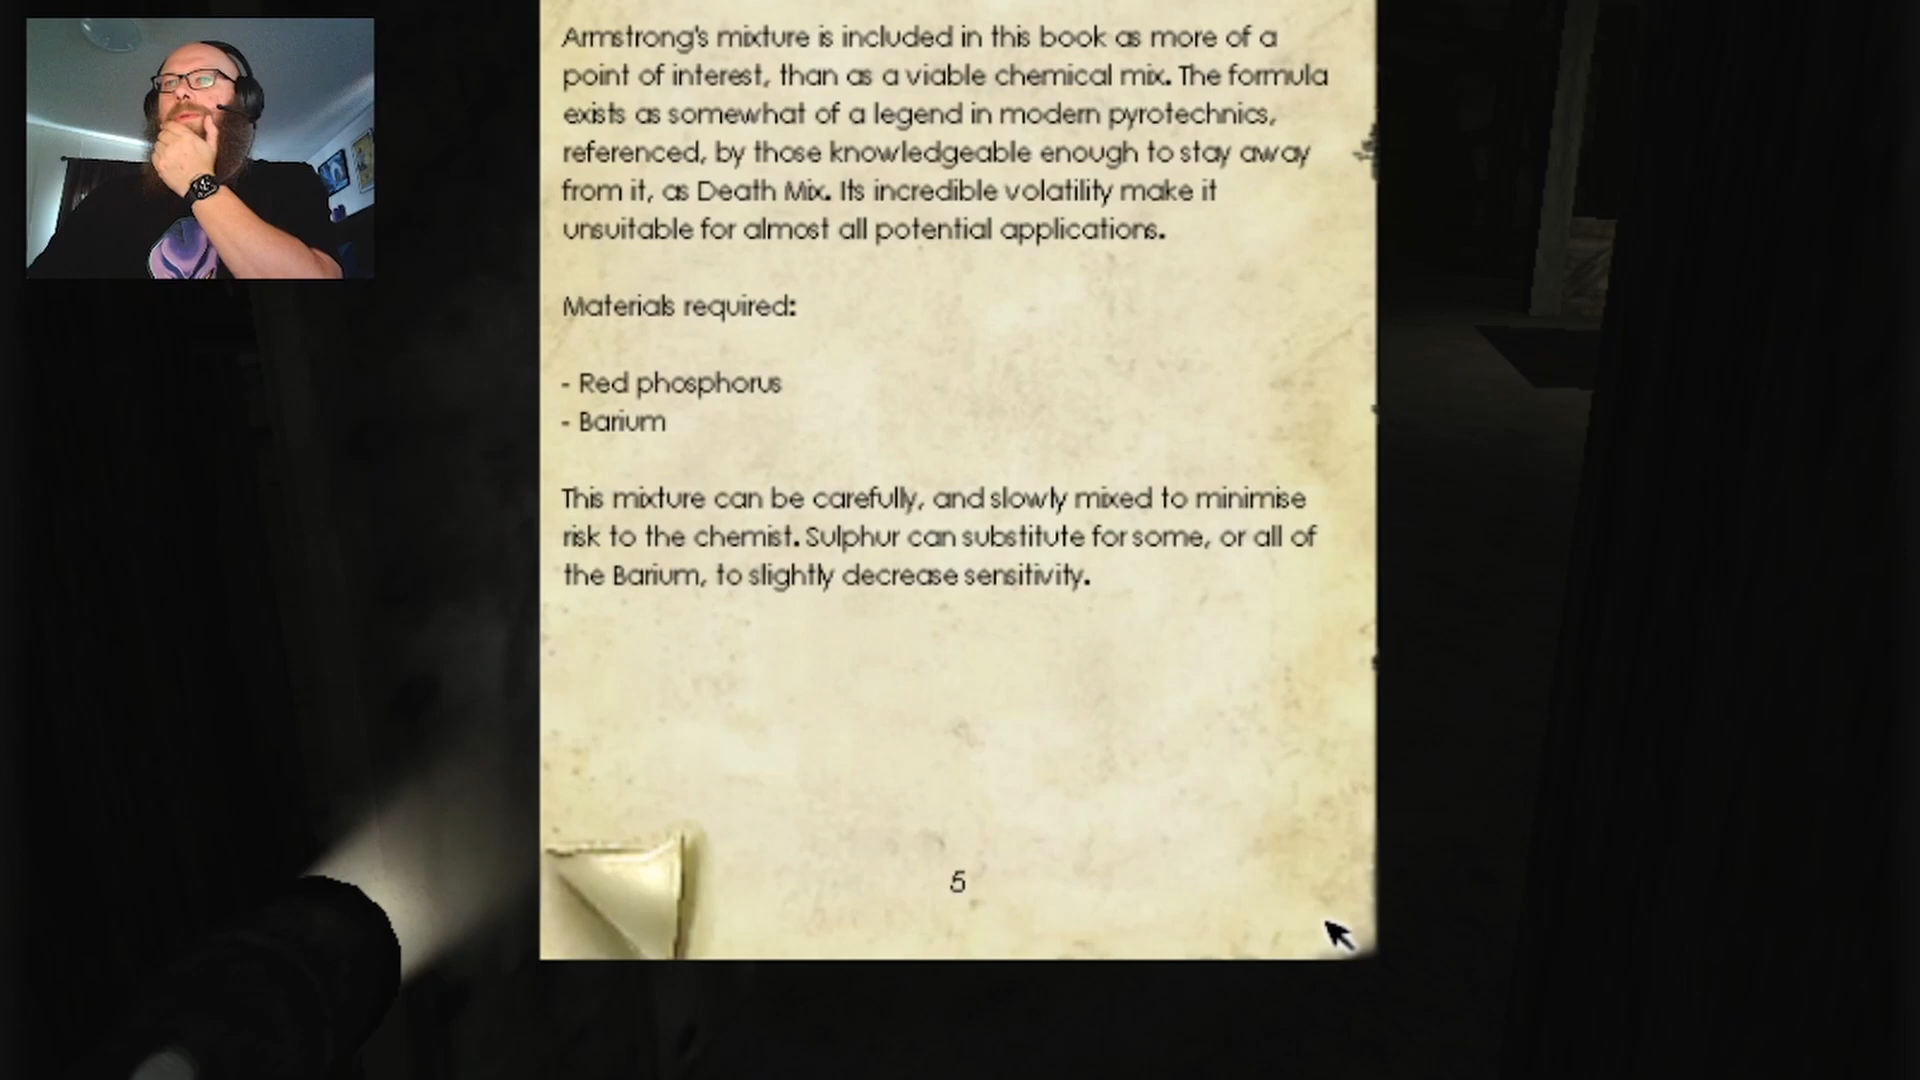 Armstrong's mixture is included in this book as more of a
point of interest, than as a viable chemical mix. The formula
exists as somewhat of a legend in modern pyrotechnics,
referenced, by those knowledgeable enough to stay away
from it, as Death Mix. Its incredible volatility make it
unsuitable for almost all potential applications.
Materials required:
- Red phosphorus
- Barium
This mixture can be carefully, and slowly mixed to minimise
risk to the chemist. Sulphur can substitute for some, or all of
the Barium, to slightly decrease sensitivity.
5